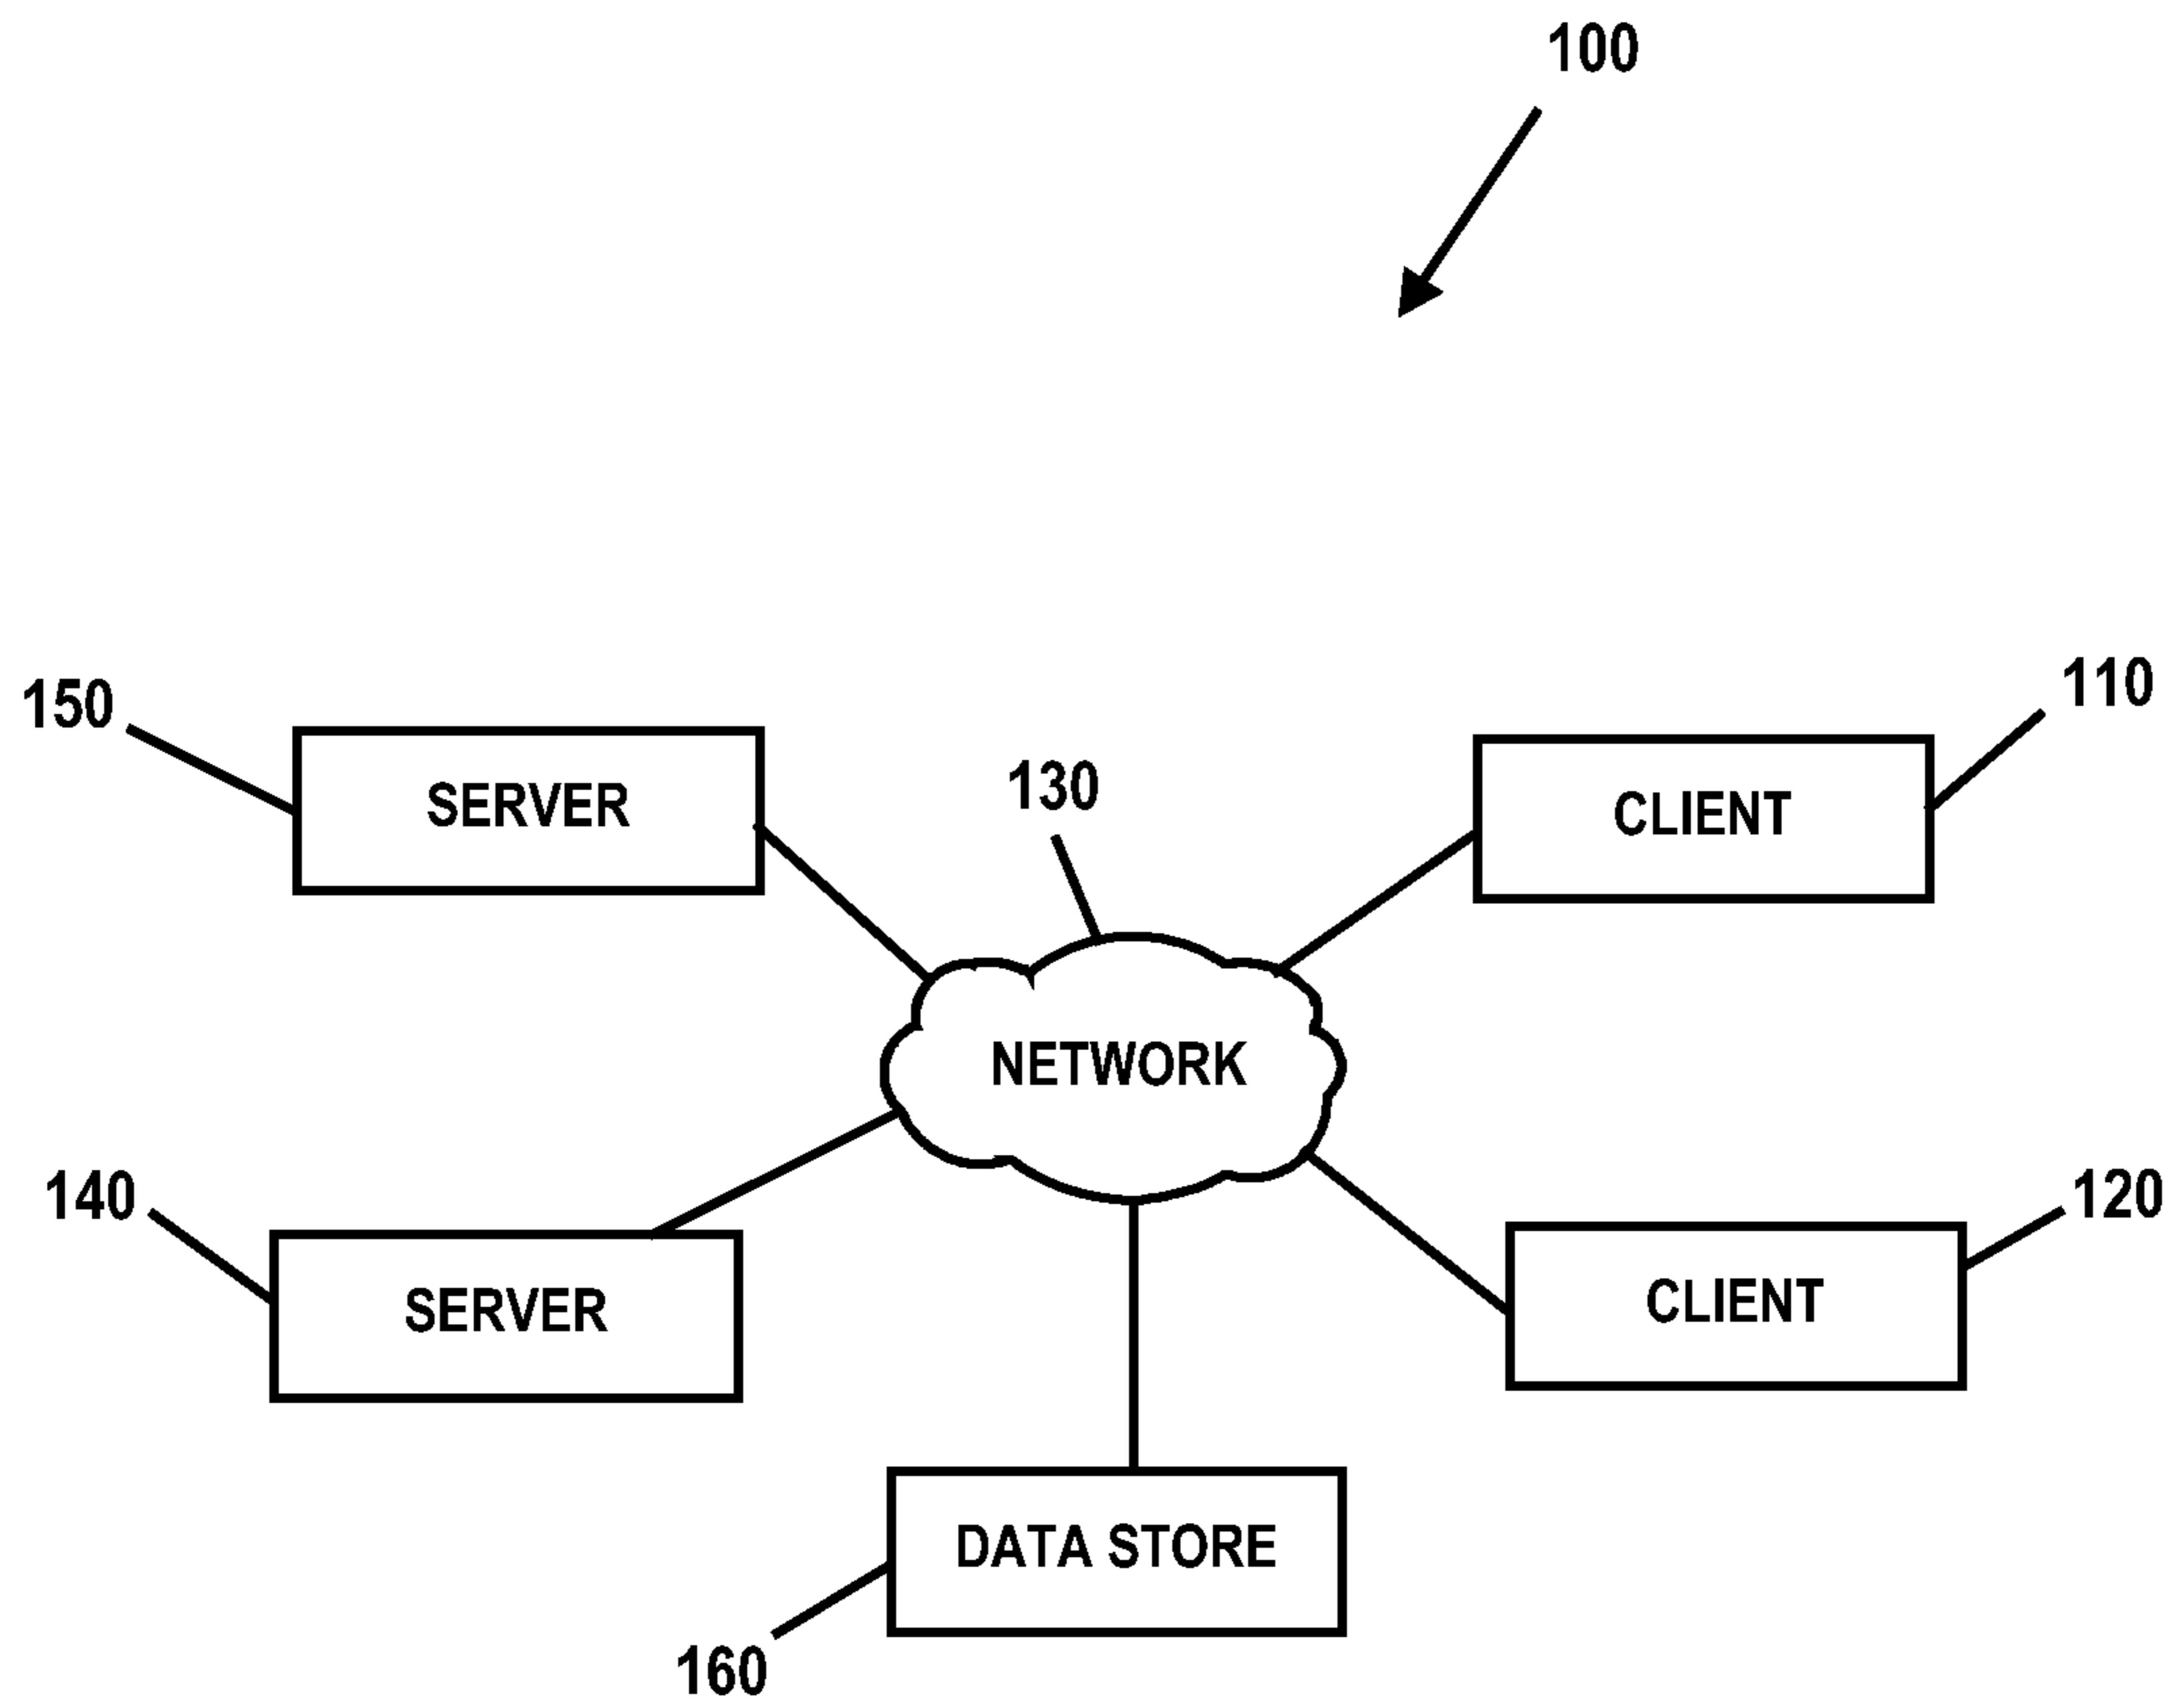 100
150
110
SERVER
130
CLIENT
NETWORK
140
120
SERVER
CLIENT
DATA STORE
160